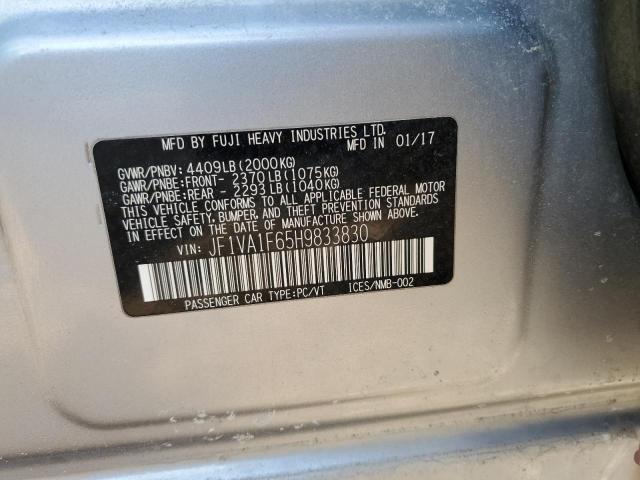 MFD BY FUJI HEAVY INDUSTRIES LTD.
MFD IN 01/17
GVWR/PNBV: 4409LB(2000KG)
GAWR/PNBE:FRONT- 2370LB(1075KG)
GAWR/PNBE:REAR - 2293LB(1040KG)
THIS VEHICLE CONFORMS TO ALL APPLICABLE FEDERAL MOTOR
VEHICLE SAFETY, BUMPER, AND THEFT PREVENTION STANDARDS
IN EFFECT ON THE DATE OF MANUFACTURE SHOWN ABOVE.
VIN: JF1VA1F65H9833830
PASSENGER CAR TYPE:PC/VT ICES/NMB-002